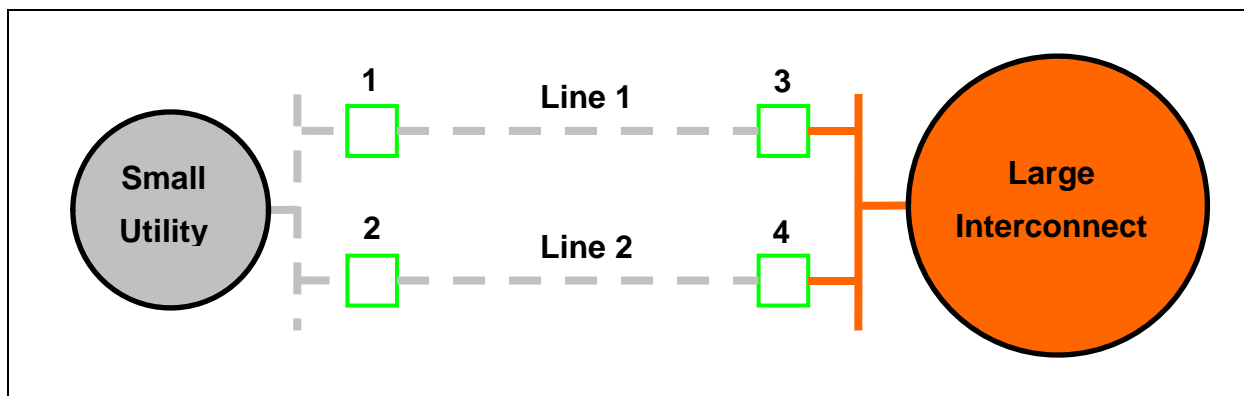 1
Line 1
3
Small
Utility
2
Line 2
4
Large
Interconnect